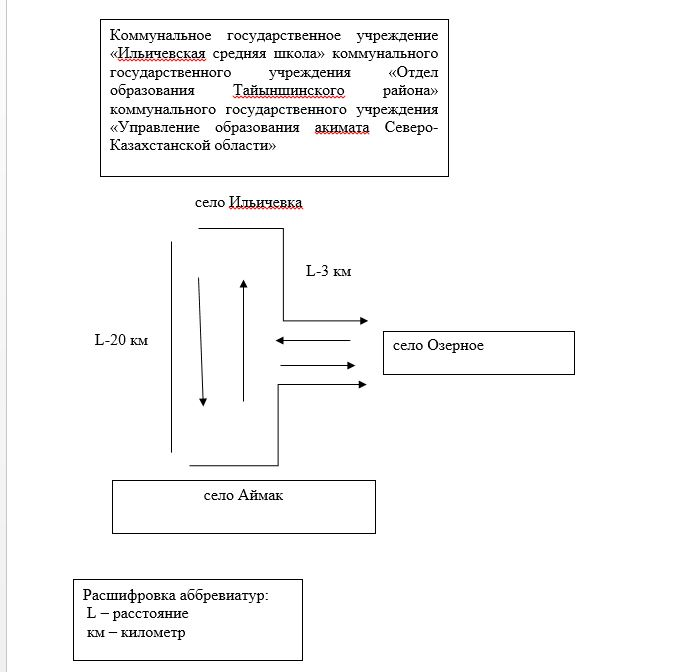 Коммунальное государственное учреждение
«Ильичевская средняя школа» коммунального
государственного учреждения «Отдел
образования Тайыншинского района»
коммунального государственного учреждения
«Управление образования акимата Северо-
Казахстанской области»
село Ильичевка
L-3 км
L-20 км
село Озерное
село Аймак
Расшифровка аббревиатур:
L – расстояние
км – километр